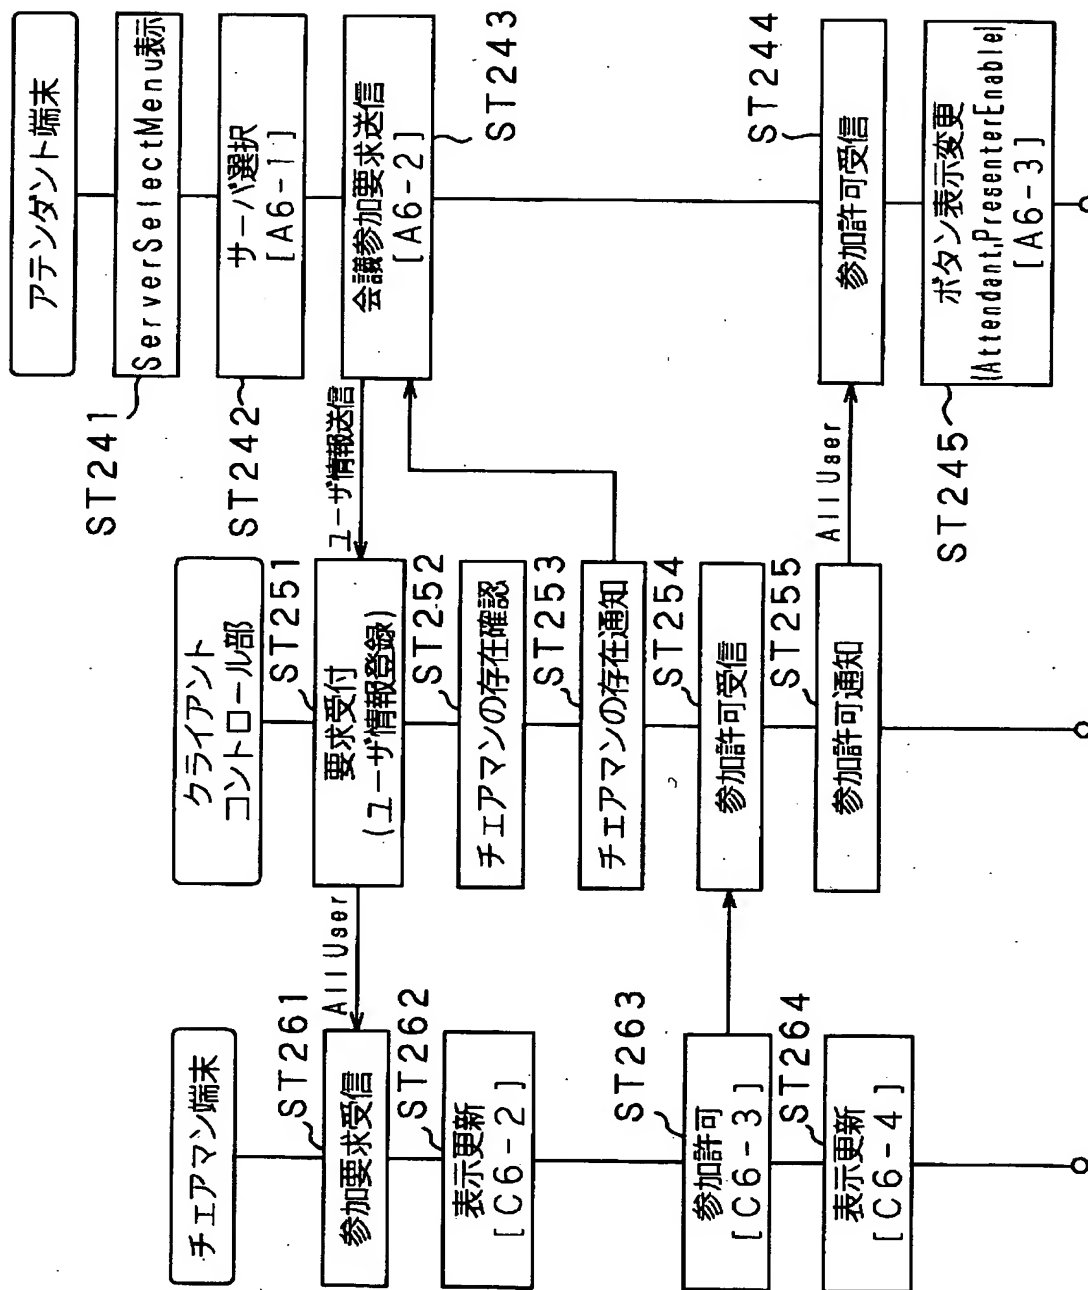 チェアマン端末
ST261
参加要求受信
ST262
表示更新
[C6-2]
ST263
参加許可
[C6-3]
ST264
表示更新
[C6-4]
All User
クライアント
コントロール部
ST251
要求受付
(ユーザ情報登録)
ST252
チェアマンの存在確認
ST253
チェアマンの存在通知
ST254
参加許可受信
ST255
参加許可通知
ユーザ情報送信
All User
アテンダント端末
ST241
ServerSelectMenu表示
ST242
サーバ選択
[A6-1]
会議参加要求送信
[A6-2]
ST243
ST244
参加許可受信
ST245
ボタン表示変更
(Attendant,PresenterEnable)
[A6-3]